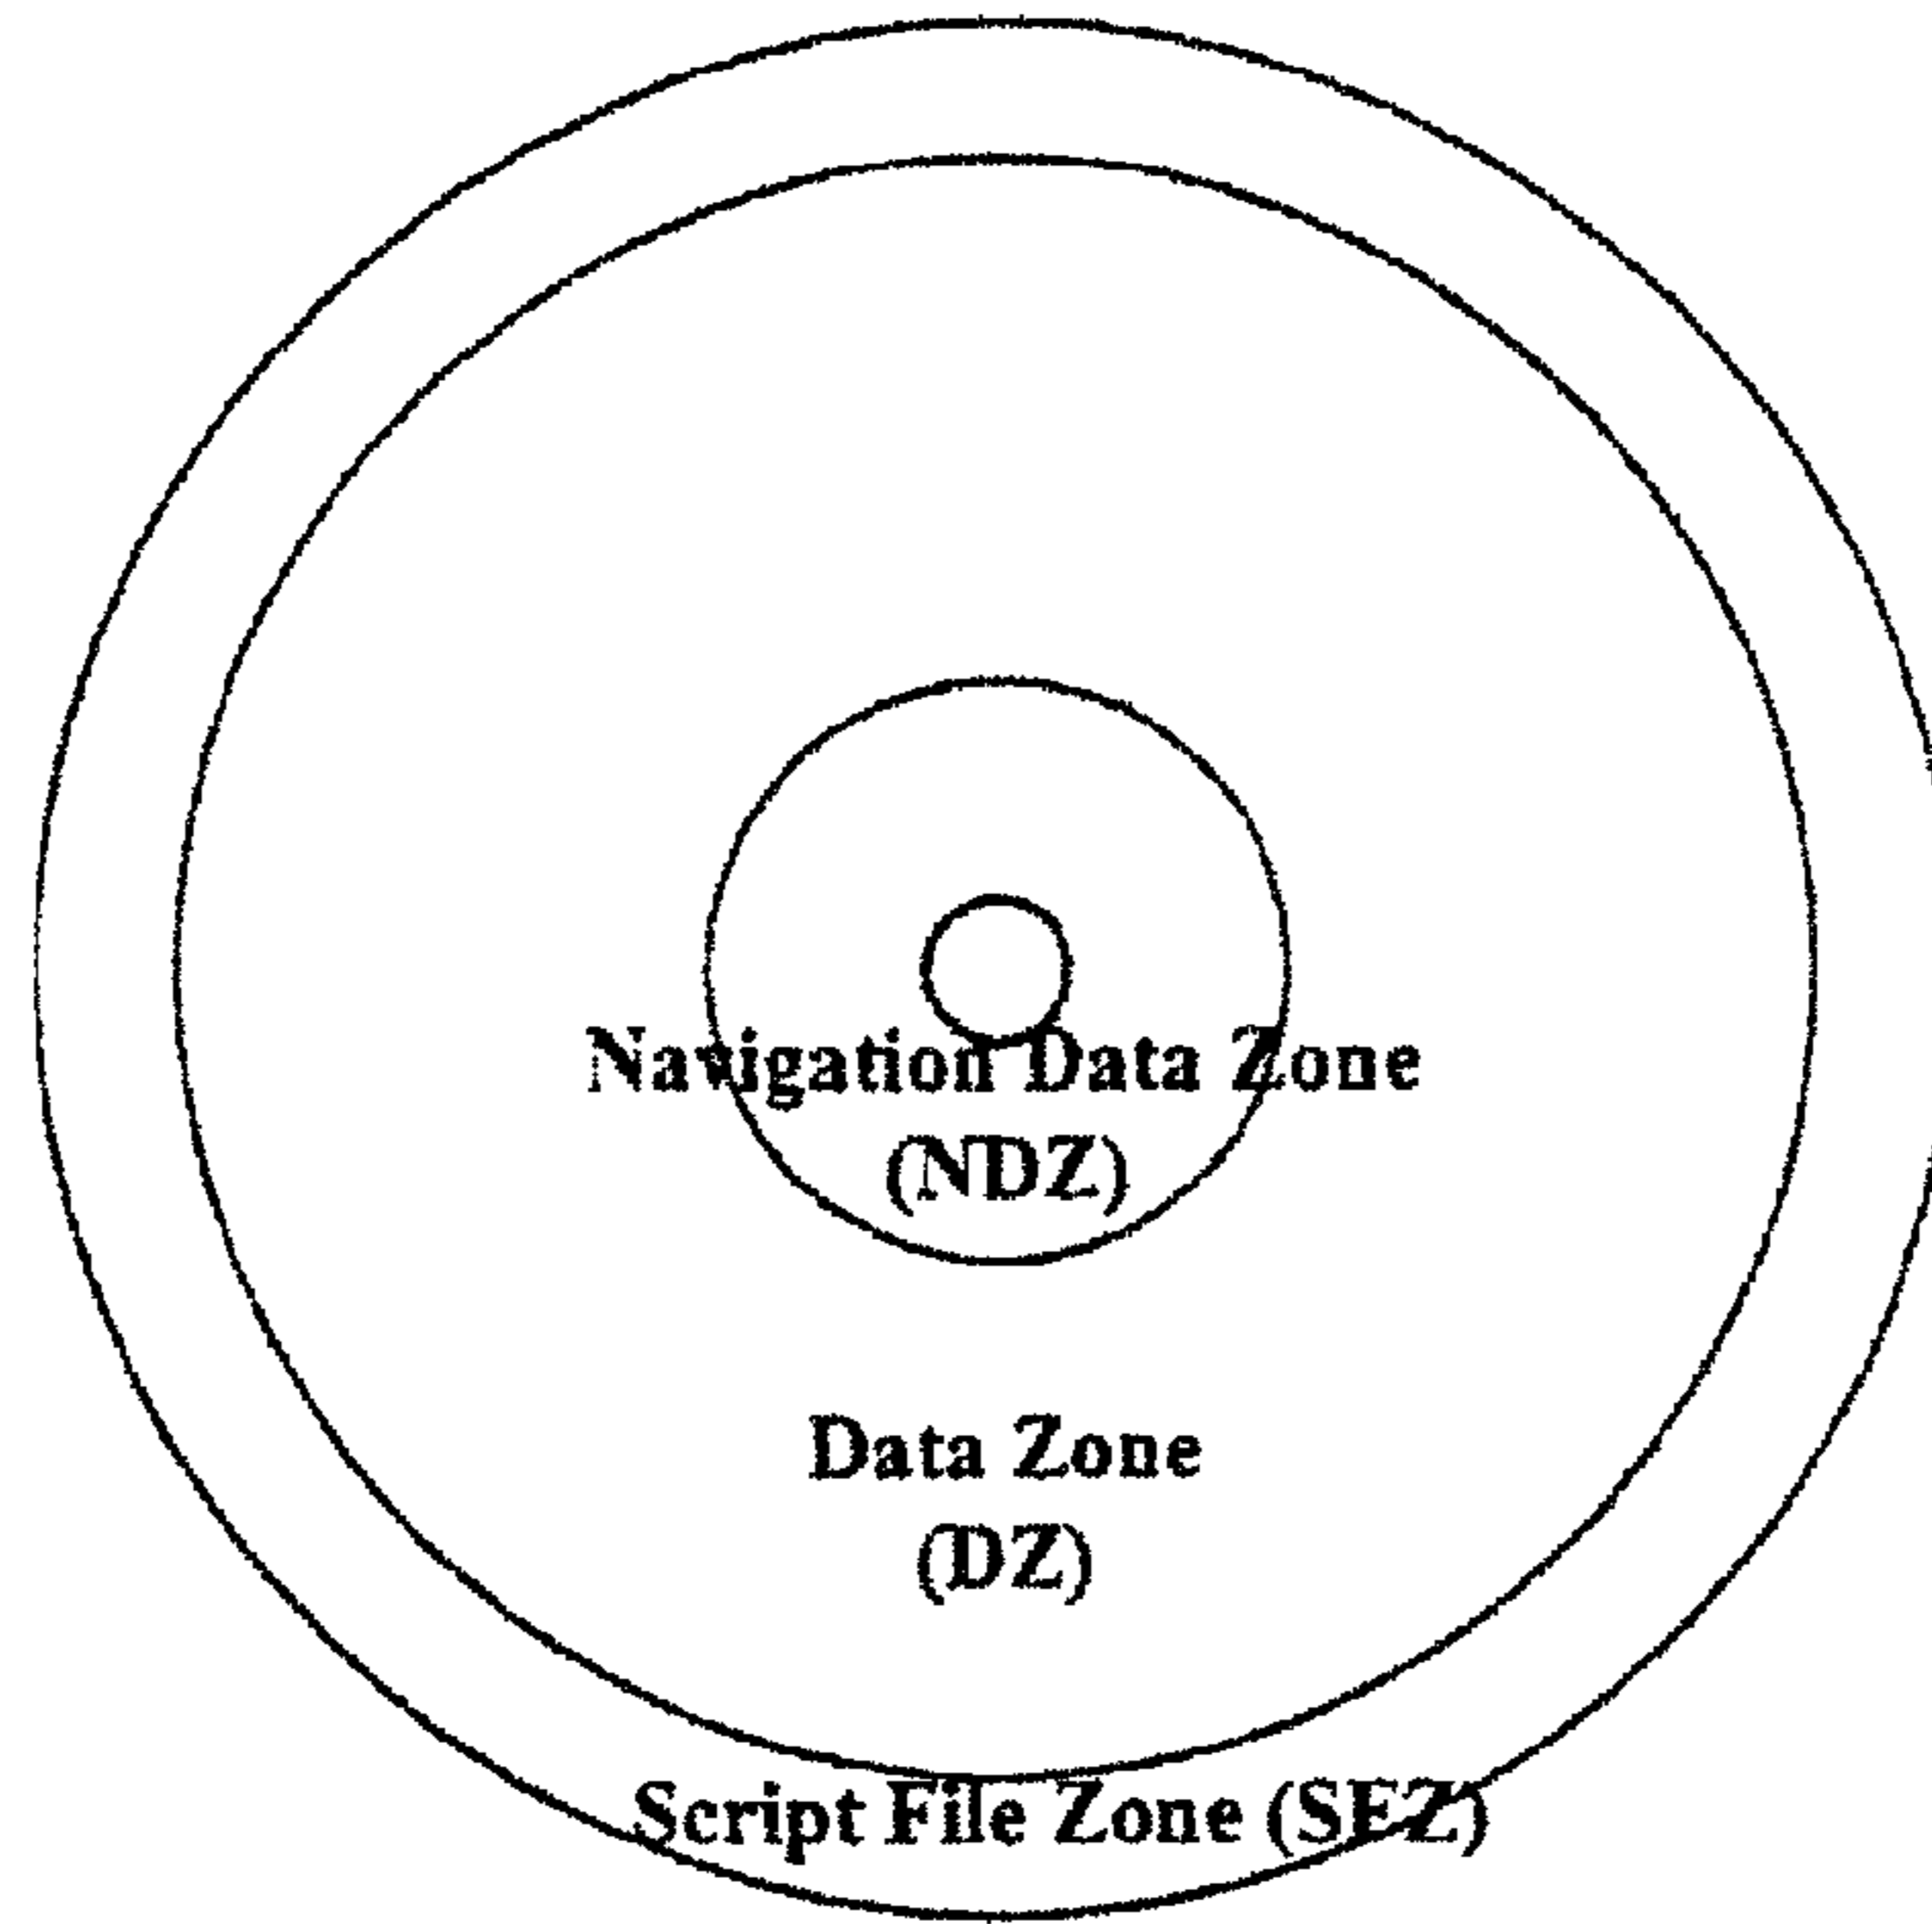 Navigation Data Zone
(NDZ)
Data Zone
(DZ)
Script File Zone (SFZ)